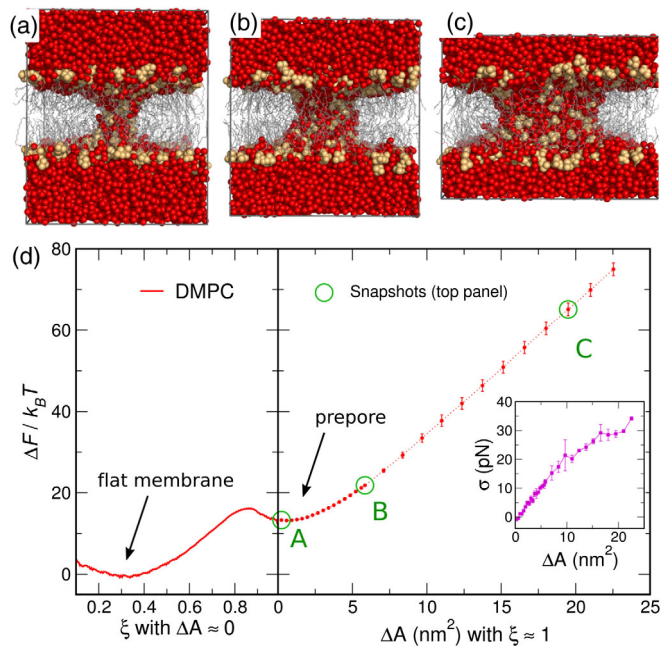 (a) (b) (c)
(d)
80
60
40
20
0
ΔF / k_BT
DMPC
Snapshots (top panel)
flat membrane
prepore
A
B
C
40
30
20
10
0
σ (pN)
0 10 20
ΔA (nm²)
0.2 0.4 0.6 0.8 0 5 10 15 20 25
ξ with ΔA ≈ 0
ΔA (nm²) with ξ ≈ 1